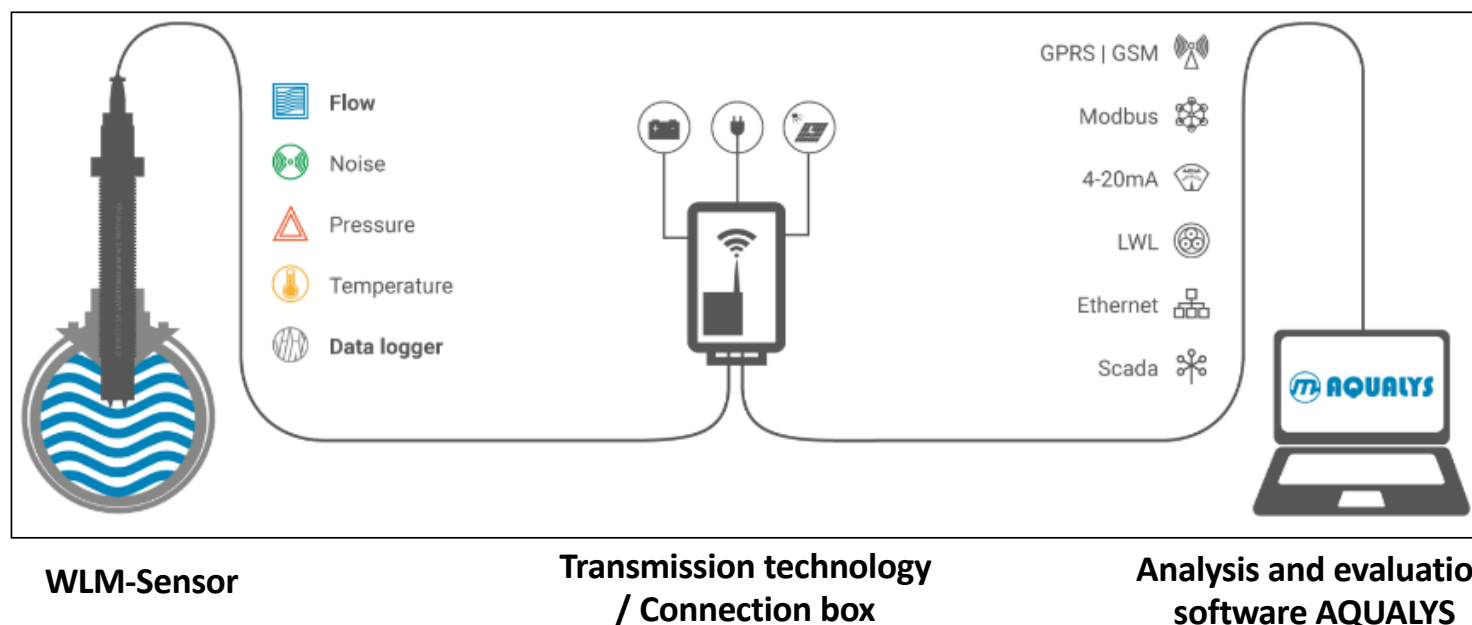 Flow
Noise
Pressure
Temperature
Data logger
GPRS | GSM
Modbus
4-20mA
LWL
Ethernet
Scada
m AQUALYS
WLM-Sensor
Transmission technology
/ Connection box
Analysis and evaluatio
software AQUALYS